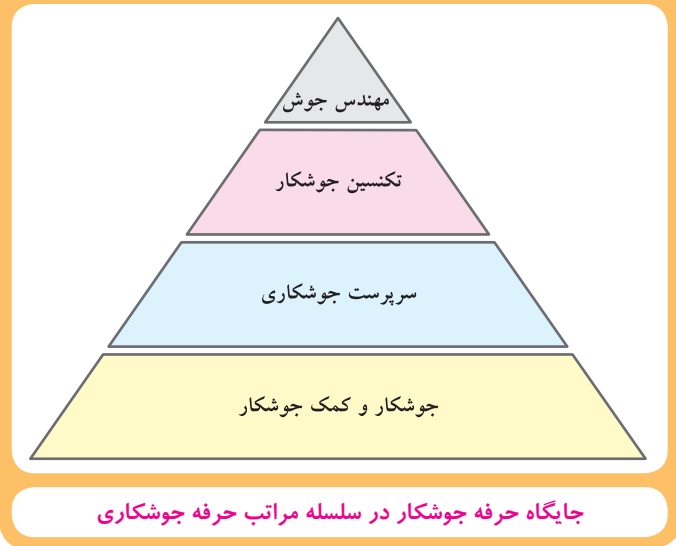 مهندس جوش
تکنسین جوشکار
سرپرست جوشکاری
جوشکار و کمک جوشکار
جایگاه حرفه جوشکار در سلسله مراتب حرفه جوشکاری